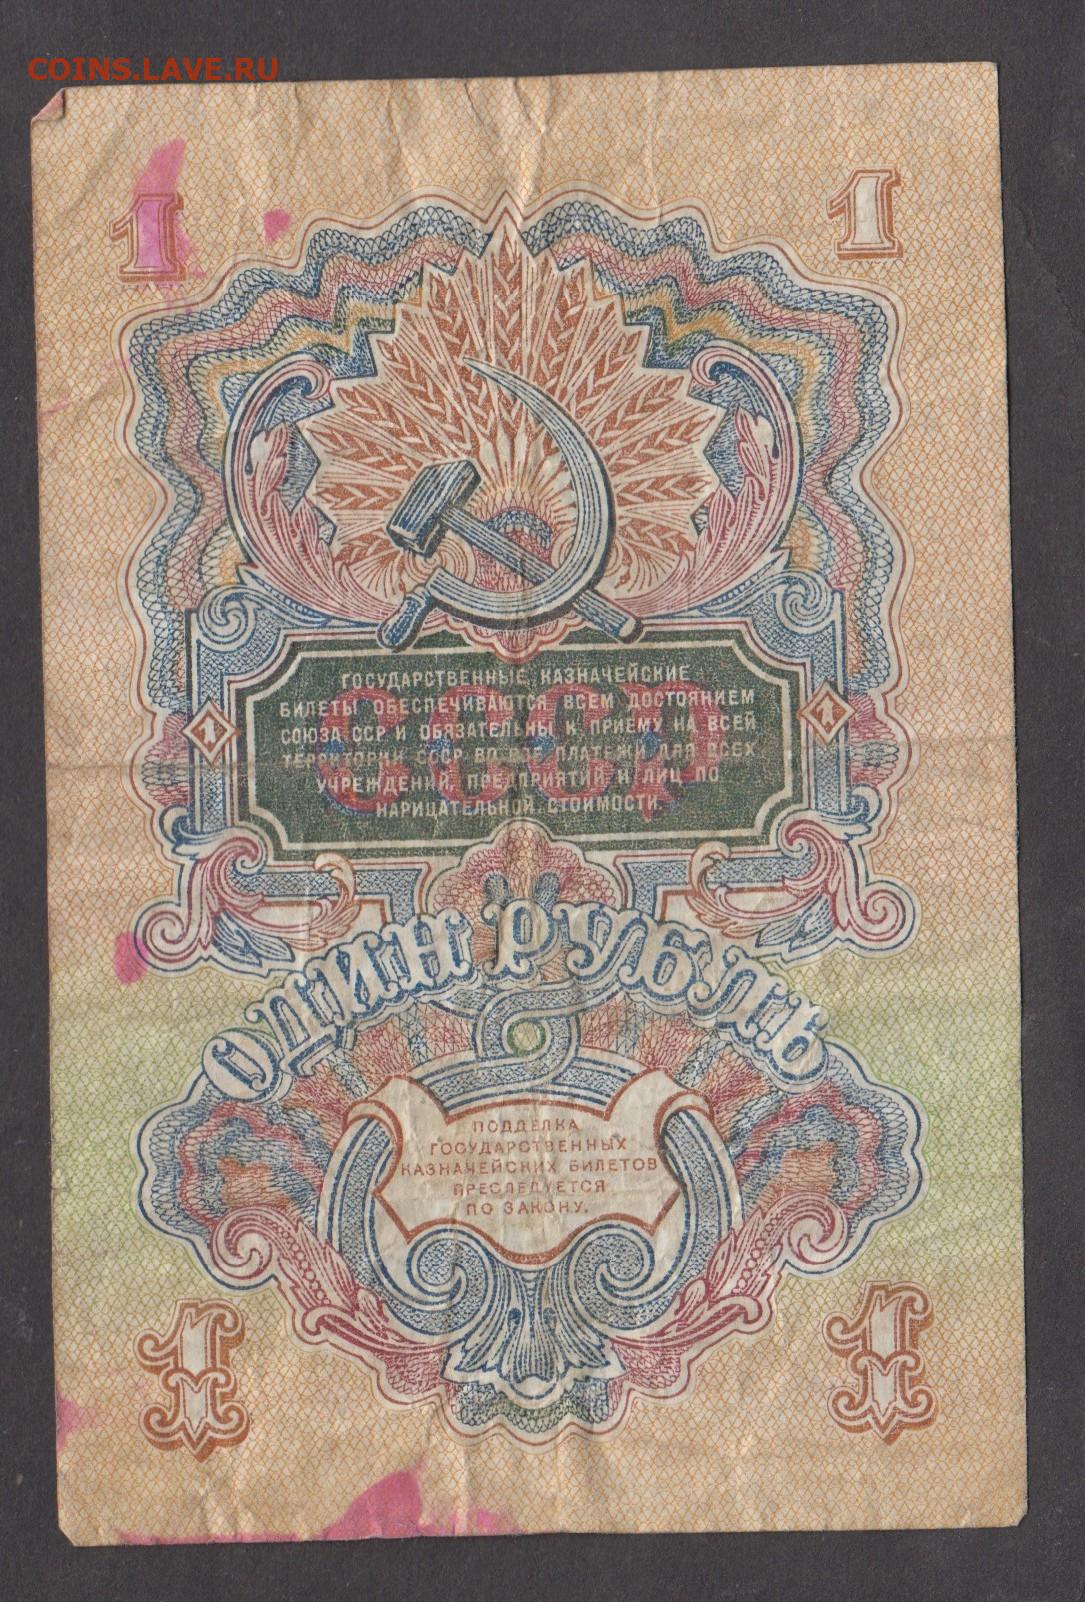 COINS.LAVE.RU
1
1
ГОСУДАРСТВЕННЫЕ КАЗНАЧЕЙСКИЕ
БИЛЕТЫ ОБЕСПЕЧИВАЮТСЯ ВСЕМ ДОСТОЯНИЕМ
СОЮЗА ССР И ОБЯЗАТЕЛЬНЫ К ПРИЕМУ НА ВСЕЙ
ТЕРРИТОРИИ СССР ВО ВСЕ ПЛАТЕЖИ ДЛЯ ВСЕХ
УЧРЕЖДЕНИЙ, ПРЕДПРИЯТИЙ И ЛИЦ ПО
НАРИЦАТЕЛЬНОЙ СТОИМОСТИ.
СССР
1
1
ОДИН РУБЛЬ
ПОДДЕЛКА
ГОСУДАРСТВЕННЫХ
КАЗНАЧЕЙСКИХ БИЛЕТОВ
ПРЕСЛЕДУЕТСЯ
ПО ЗАКОНУ.
1
1